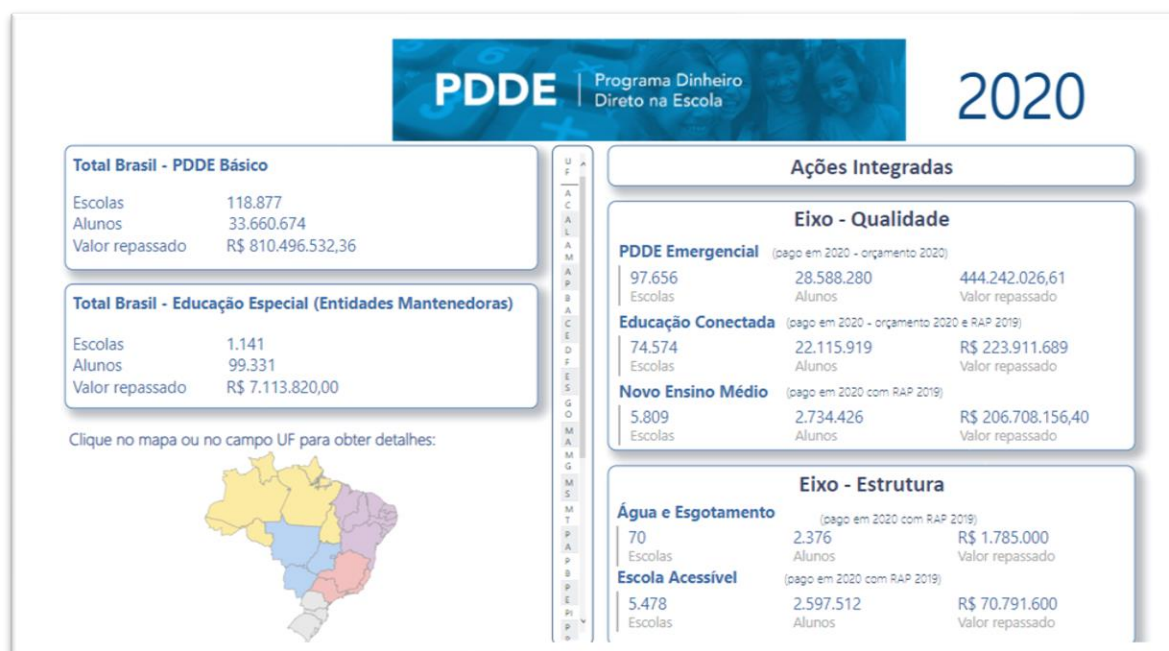 PDDE
Programa Dinheiro
Direto na Escola
2020
Total Brasil - PDDE Básico
Escolas 118.877
Alunos 33.660.674
Valor repassado R$ 810.496.532,36
Total Brasil - Educação Especial (Entidades Mantenedoras)
Escolas 1.141
Alunos 99.331
Valor repassado R$ 7.113.820,00
Clique no mapa ou no campo UF para obter detalhes:
UF
AC
AL
AM
AP
BA
CE
DF
ES
GO
MA
MG
MS
MT
PA
PB
PE
PI
Ações Integradas
Eixo - Qualidade
PDDE Emergencial (pago em 2020 - orçamento 2020)
97.656 28.588.280 444.242.026,61
Escolas Alunos Valor repassado
Educação Conectada (pago em 2020 - orçamento 2020 e RAP 2019)
74.574 22.115.919 R$ 223.911.689
Escolas Alunos Valor repassado
Novo Ensino Médio (pago em 2020 com RAP 2019)
5.809 2.734.426 R$ 206.708.156,40
Escolas Alunos Valor repassado
Eixo - Estrutura
Água e Esgotamento (pago em 2020 com RAP 2019)
70 2.376 R$ 1.785.000
Escolas Alunos Valor repassado
Escola Acessível (pago em 2020 com RAP 2019)
5.478 2.597.512 R$ 70.791.600
Escolas Alunos Valor repassado